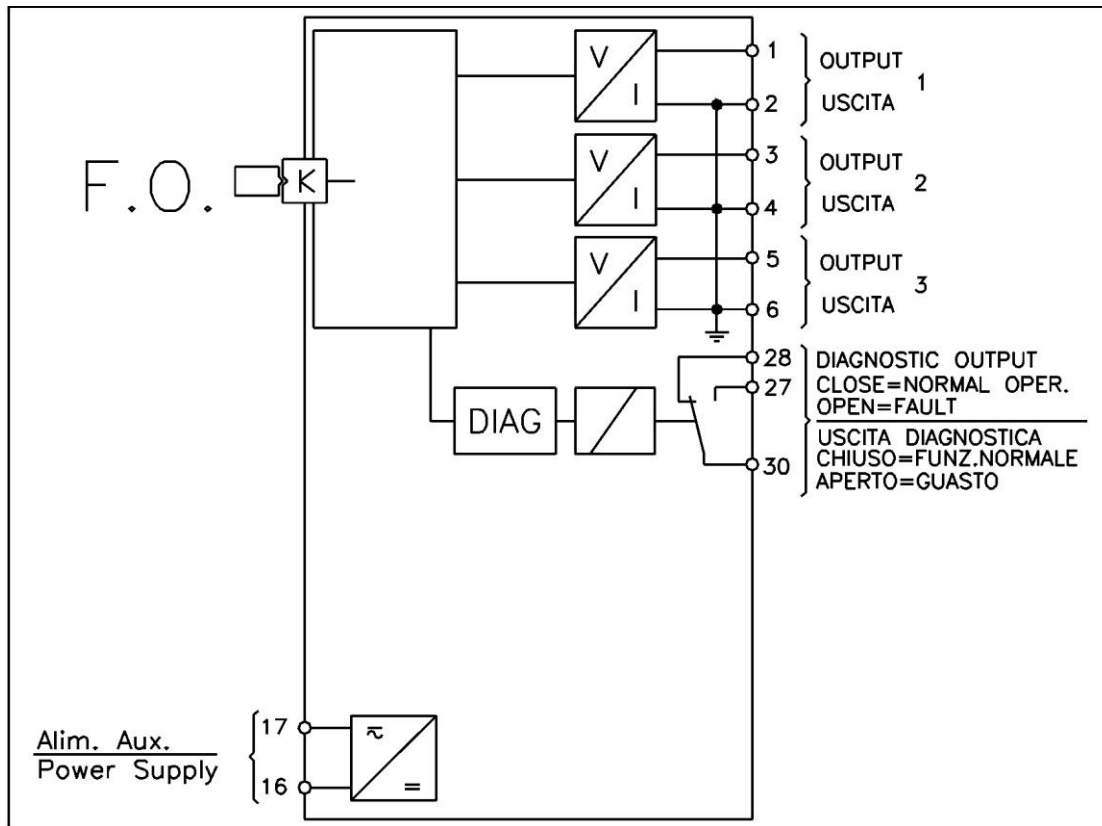 F.O.
K
V
I
V
I
V
I
1
2
3
4
5
6
OUTPUT
USCITA
1
OUTPUT
USCITA
2
OUTPUT
USCITA
3
DIAG
28
27
30
DIAGNOSTIC OUTPUT
CLOSE=NORMAL OPER.
OPEN=FAULT
USCITA DIAGNOSTICA
CHIUSO=FUNZ.NORMALE
APERTO=GUASTO
Alim. Aux.
Power Supply
17
16